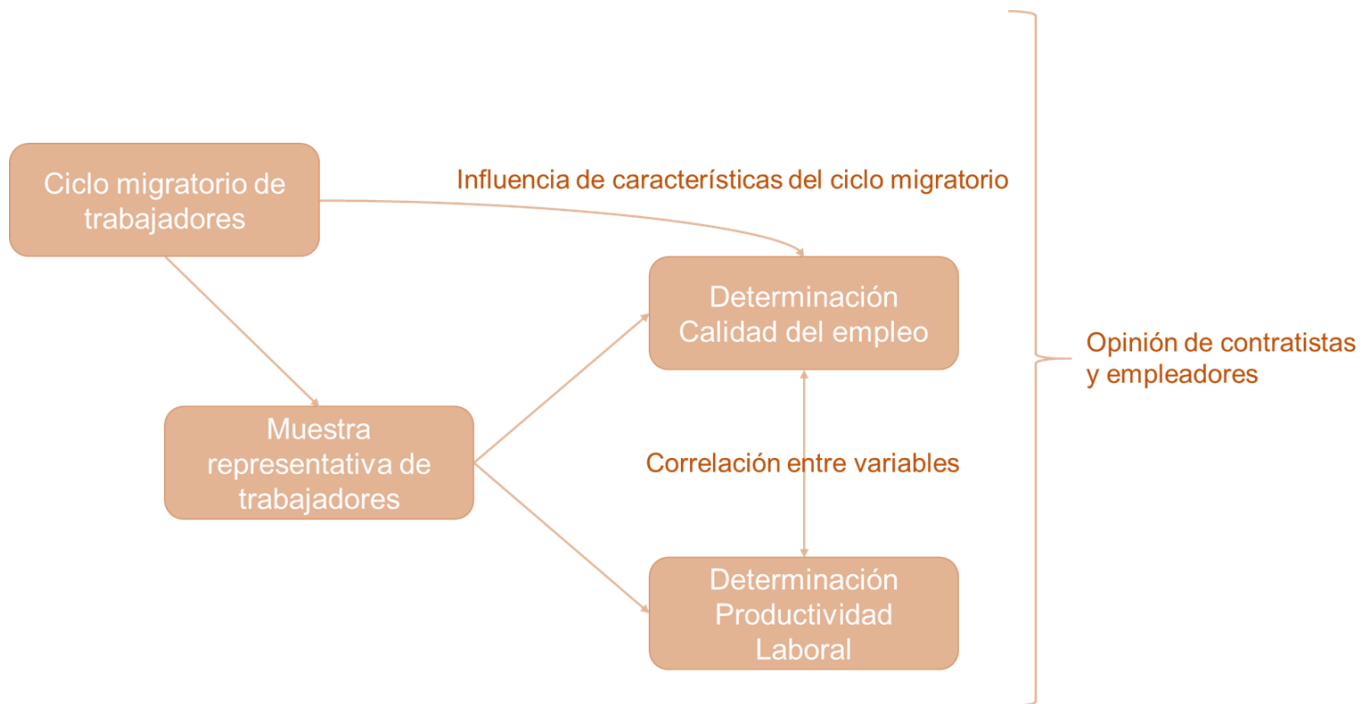 Ciclo migratorio de
trabajadores
Influencia de características del ciclo migratorio
Determinación
Calidad del empleo
Opinión de contratistas
y empleadores
Muestra
representativa de
trabajadores
Correlación entre variables
Determinación
Productividad
Laboral